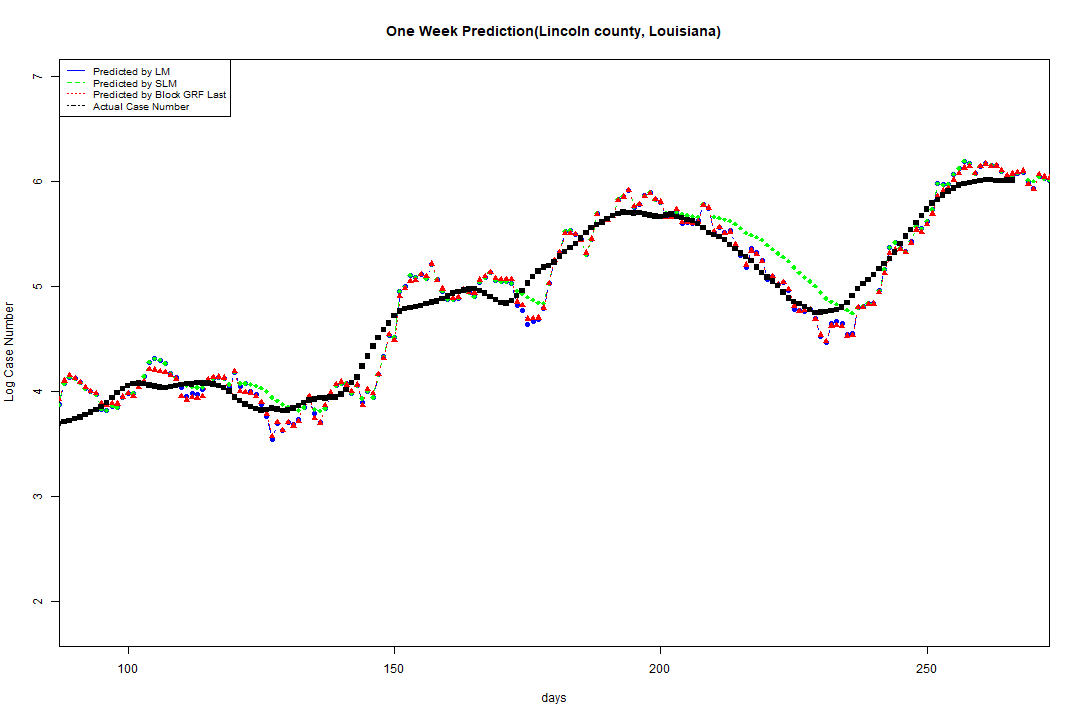 One Week Prediction(Lincoln county, Louisiana)
Predicted by LM
Predicted by SLM
Predicted by Block GRF Last
Actual Case Number
7
6
5
4
3
2
Log Case Number
100 150 200 250
days